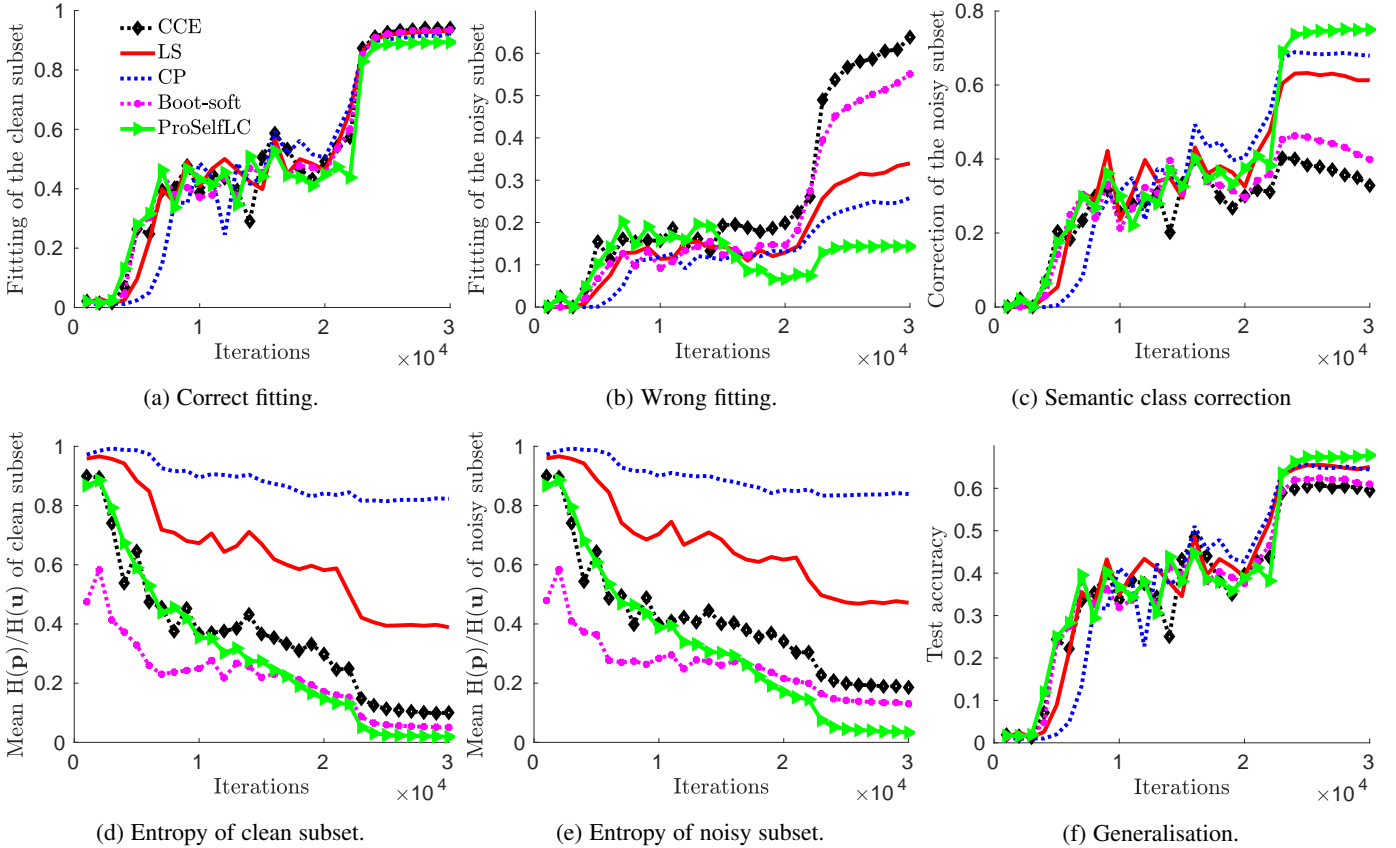 Fittting of the clean subset
1
0.8
0.6
0.4
0.2
0
0
1
2
3
CCE
LS
CP
Boot-soft
ProSelfLC
Iterations
×10 4
(a) Correct fitting.
Fittting of the noisy subset
0.7
0.6
0.5
0.4
0.3
0.2
0.1
0
0
1
2
3
Iterations
×10 4
(b) Wrong fitting.
Correction of the noisy subset
0.8
0.6
0.4
0.2
0
0
1
2
3
Iterations
×10 4
(c) Semantic class correction
Mean H(p)/H(u) of clean subset
1
0.8
0.6
0.4
0.2
0
0
1
2
3
Iterations
×10 4
(d) Entropy of clean subset.
Mean H(p)/H(u) of noisy subset
1
0.8
0.6
0.4
0.2
0
0
1
2
3
Iterations
×10 4
(e) Entropy of noisy subset.
Test accuracy
0.6
0.5
0.4
0.3
0.2
0.1
0
0
1
2
3
Iterations
×10 4
(f) Generalisation.